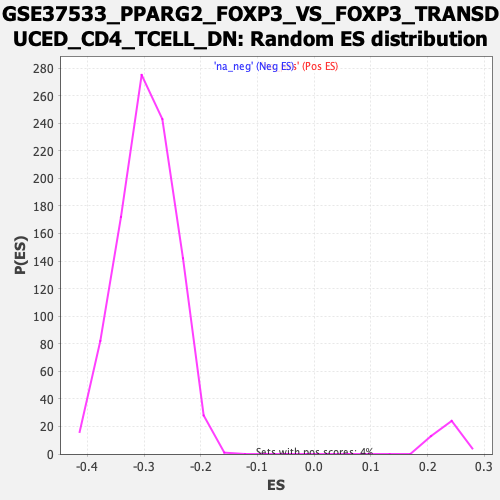 GSE37533_PPARG2_FOXP3_VS_FOXP3_TRANSD
UCED_CD4_TCELL_DN: Random ES distribution
'na_neg' (Neg ES) s' (Pos ES)
280
260
240
220
200
180
160
140
120
100
80
60
40
20
0
P(ES)
Sets with pos scores: 4%
-0.4 -0.3 -0.2 -0.1 0.0 0.1 0.2 0.3
ES